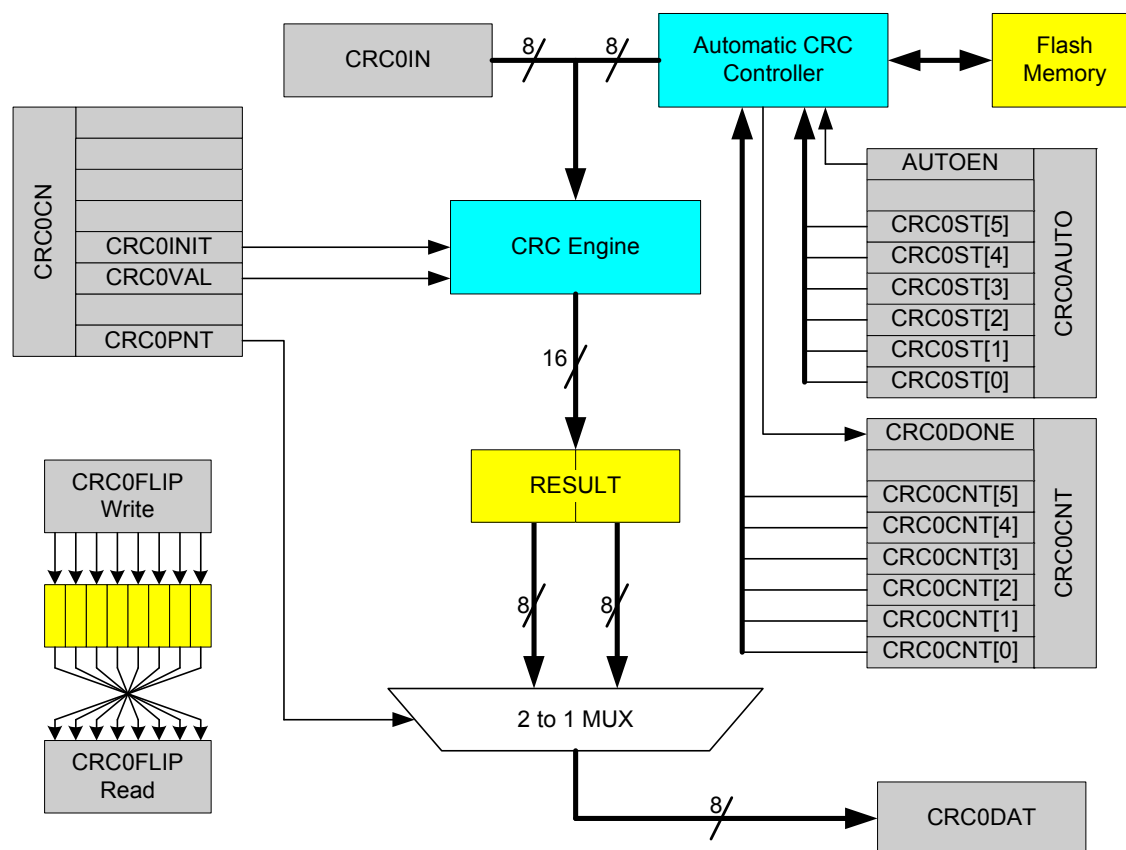 CRC0IN
8
8
Automatic CRC
Controller
Flash
Memory
CRC0CN
CRC0INIT
CRC0VAL
CRC0PNT
CRC Engine
AUTOEN
CRC0ST[5]
CRC0ST[4]
CRC0ST[3]
CRC0ST[2]
CRC0ST[1]
CRC0ST[0]
CRC0AUTO
16
CRC0DONE
CRC0CNT[5]
CRC0CNT[4]
CRC0CNT[3]
CRC0CNT[2]
CRC0CNT[1]
CRC0CNT[0]
CRC0CNT
CRC0FLIP
Write
RESULT
8
8
2 to 1 MUX
CRC0FLIP
Read
8
CRC0DAT